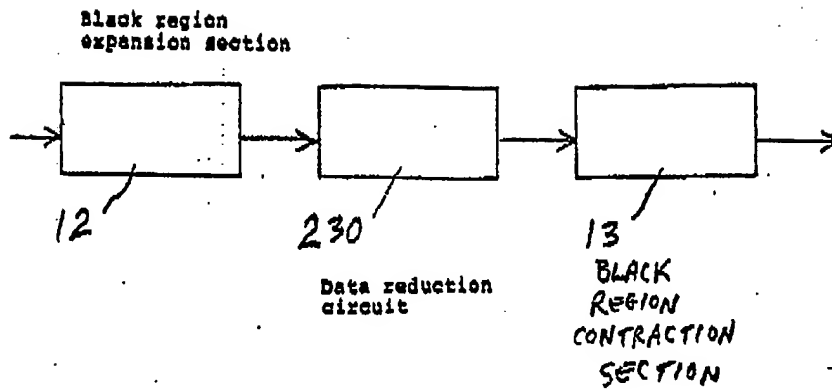 Black region
expansion section
12
230
13
Data reduction
circuit
BLACK
REGION
CONTRACTION
SECTION